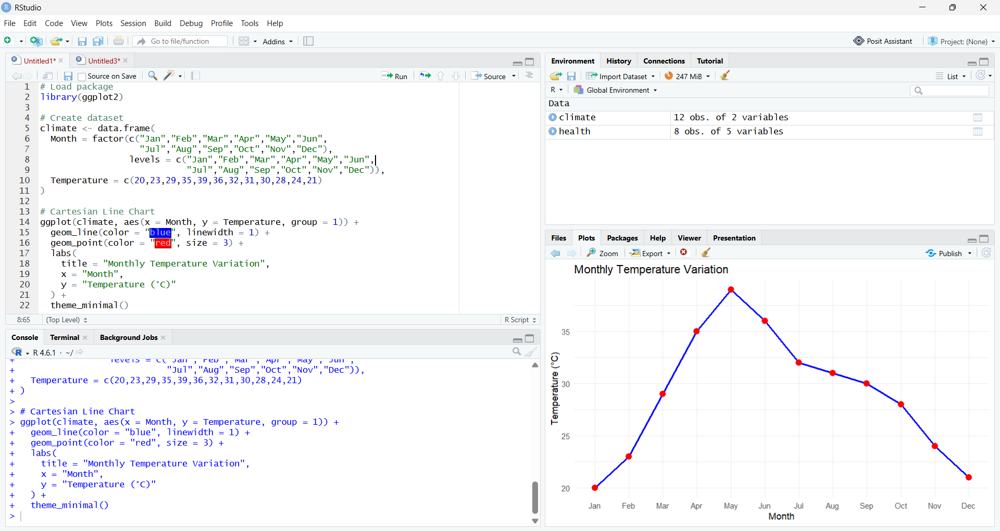 RStudio
File Edit Code View Plots Session Build Debug Profile Tools Help
Go to file/function Addins Posit Assistant Project: (None)
Untitled1* Untitled3*
Source on Save Run Source
1 # Load package
2 library(ggplot2)
3
4 # Create dataset
5 climate <- data.frame(
6   Month = factor(c("Jan","Feb","Mar","Apr","May","Jun",
7                    "Jul","Aug","Sep","Oct","Nov","Dec"),
8                  levels = c("Jan","Feb","Mar","Apr","May","Jun",
9                             "Jul","Aug","Sep","Oct","Nov","Dec")),
10   Temperature = c(20,23,29,35,39,36,32,31,30,28,24,21)
11 )
12
13 # Cartesian Line Chart
14 ggplot(climate, aes(x = Month, y = Temperature, group = 1)) +
15   geom_line(color = "blue", linewidth = 1) +
16   geom_point(color = "red", size = 3) +
17   labs(
18     title = "Monthly Temperature Variation",
19     x = "Month",
20     y = "Temperature (°C)"
21   ) +
22   theme_minimal()
8:65 (Top Level) R Script
Console Terminal Background Jobs
R 4.6.1 · ~/
+                  levels = c("Jan","Feb","Mar","Apr","May","Jun",
+                             "Jul","Aug","Sep","Oct","Nov","Dec")),
+   Temperature = c(20,23,29,35,39,36,32,31,30,28,24,21)
+ )
>
> # Cartesian Line Chart
> ggplot(climate, aes(x = Month, y = Temperature, group = 1)) +
+   geom_line(color = "blue", linewidth = 1) +
+   geom_point(color = "red", size = 3) +
+   labs(
+     title = "Monthly Temperature Variation",
+     x = "Month",
+     y = "Temperature (°C)"
+   ) +
+   theme_minimal()
>
Environment History Connections Tutorial
Import Dataset 247 MiB List
R Global Environment
Data
climate 12 obs. of 2 variables
health 8 obs. of 5 variables
Files Plots Packages Help Viewer Presentation
Zoom Export Publish
Monthly Temperature Variation
Temperature (°C)
35
30
25
20
Jan Feb Mar Apr May Jun Jul Aug Sep Oct Nov Dec
Month